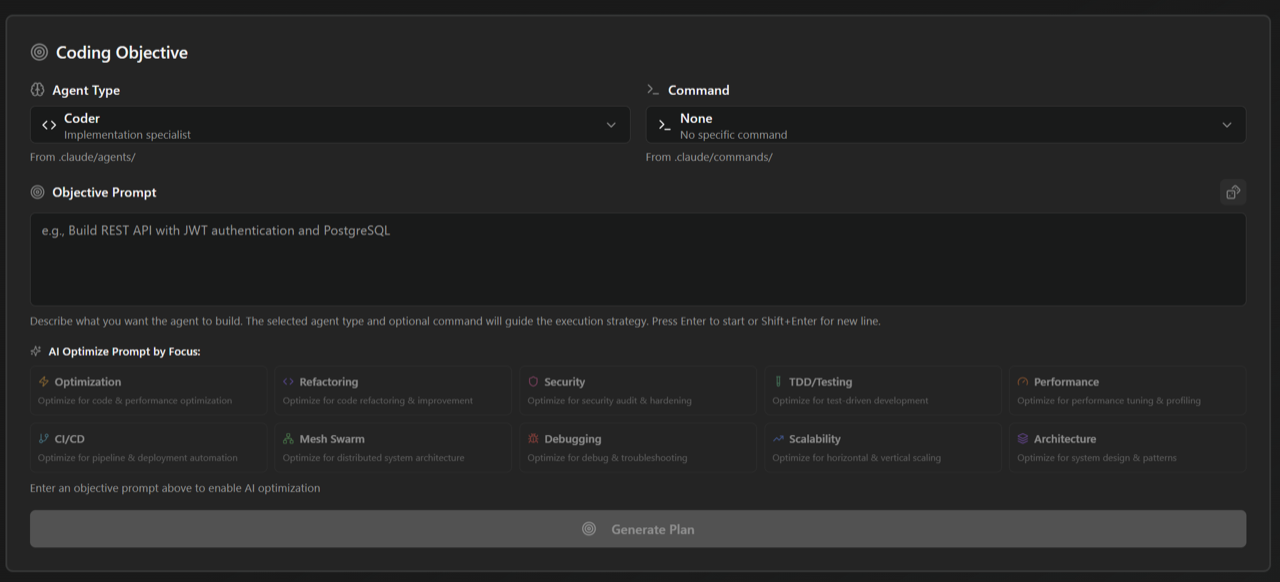 Coding Objective
Agent Type
Command
Coder
Implementation specialist
None
No specific command
From .claude/agents/
From .claude/commands/
Objective Prompt
e.g., Build REST API with JWT authentication and PostgreSQL
Describe what you want the agent to build. The selected agent type and optional command will guide the execution strategy. Press Enter to start or Shift+Enter for new line.
AI Optimize Prompt by Focus:
Optimization
Optimize for code & performance optimization
Refactoring
Optimize for code refactoring & improvement
Security
Optimize for security audit & hardening
TDD/Testing
Optimize for test-driven development
Performance
Optimize for performance tuning & profiling
CI/CD
Optimize for pipeline & deployment automation
Mesh Swarm
Optimize for distributed system architecture
Debugging
Optimize for debug & troubleshooting
Scalability
Optimize for horizontal & vertical scaling
Architecture
Optimize for system design & patterns
Enter an objective prompt above to enable AI optimization
Generate Plan